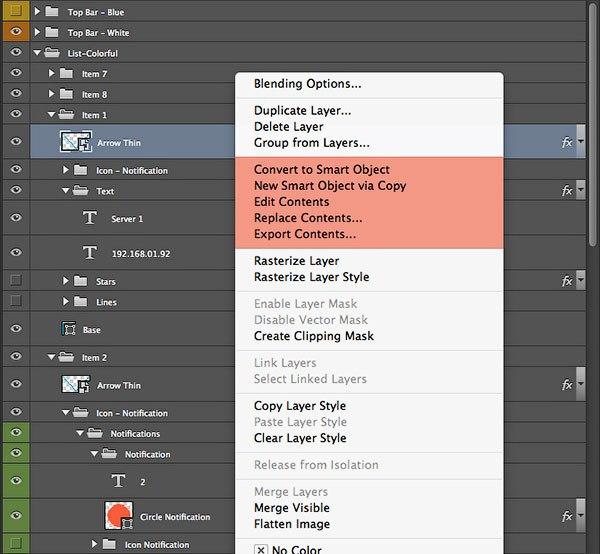 Top Bar - Blue
Top Bar - White
List-Colorful
Item 7
Item 8
Item 1
Arrow Thin
fx
Icon - Notification
Text
fx
Server 1
192.168.01.92
Stars
fx
Lines
Base
Item 2
Arrow Thin
fx
Icon - Notification
Notifications
Notification
2
Circle Notification
fx
Icon Notification
Blending Options...
Duplicate Layer...
Delete Layer
Group from Layers...
Convert to Smart Object
New Smart Object via Copy
Edit Contents
Replace Contents...
Export Contents...
Rasterize Layer
Rasterize Layer Style
Enable Layer Mask
Disable Vector Mask
Create Clipping Mask
Link Layers
Select Linked Layers
Copy Layer Style
Paste Layer Style
Clear Layer Style
Release from Isolation
Merge Layers
Merge Visible
Flatten Image
No Color